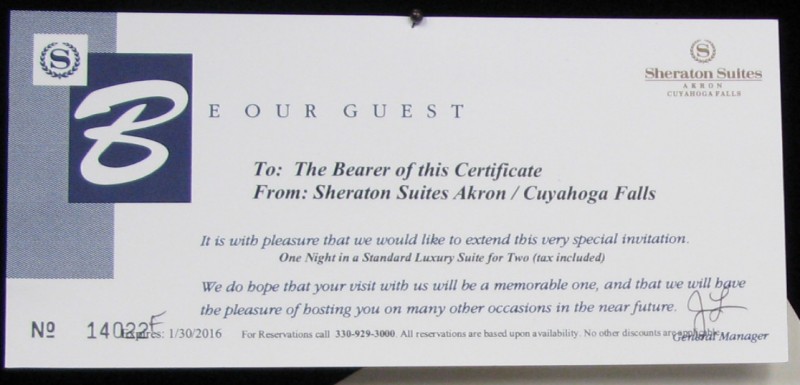 S
S
Sheraton Suites
AKRON
CUYAHOGA FALLS
BE OUR GUEST
To: The Bearer of this Certificate
From: Sheraton Suites Akron / Cuyahoga Falls
It is with pleasure that we would like to extend this very special invitation.
One Night in a Standard Luxury Suite for Two (tax included)
We do hope that your visit with us will be a memorable one, and that we will have
the pleasure of hosting you on many other occasions in the near future.
Nº 14022E
Expires: 1/30/2016 For Reservations call 330-929-3000. All reservations are based upon availability. No other discounts are applicable.
General Manager